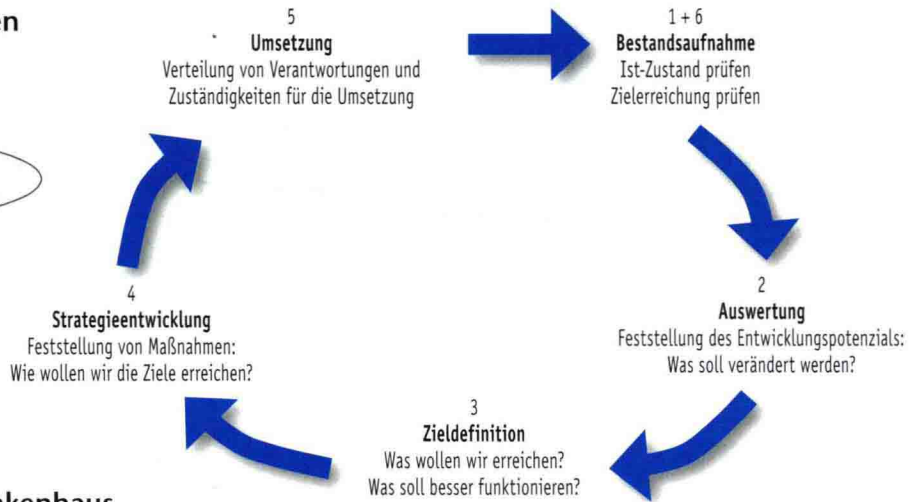 en
5
Umsetzung
Verteilung von Verantwortungen und
Zuständigkeiten für die Umsetzung
1 + 6
Bestandsaufnahme
Ist-Zustand prüfen
Zielerreichung prüfen
2
Auswertung
Feststellung des Entwicklungspotenzials:
Was soll verändert werden?
3
Zieldefinition
Was wollen wir erreichen?
Was soll besser funktionieren?
4
Strategieentwicklung
Feststellung von Maßnahmen:
Wie wollen wir die Ziele erreichen?